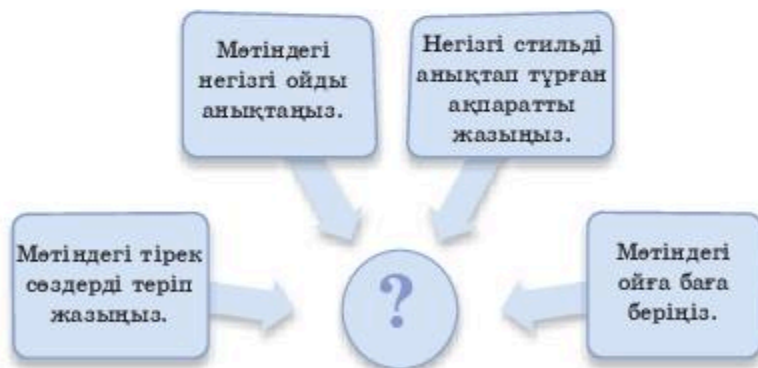 Мәтіндегі
негізгі ойды
анықтаңыз.
Негізгі стильді
анықтап тұрған
ақпаратты
жазыңыз.
Мәтіндегі тірек
сөздерді теріп
жазыңыз.
?
Мәтіндегі
ойға баға
беріңіз.